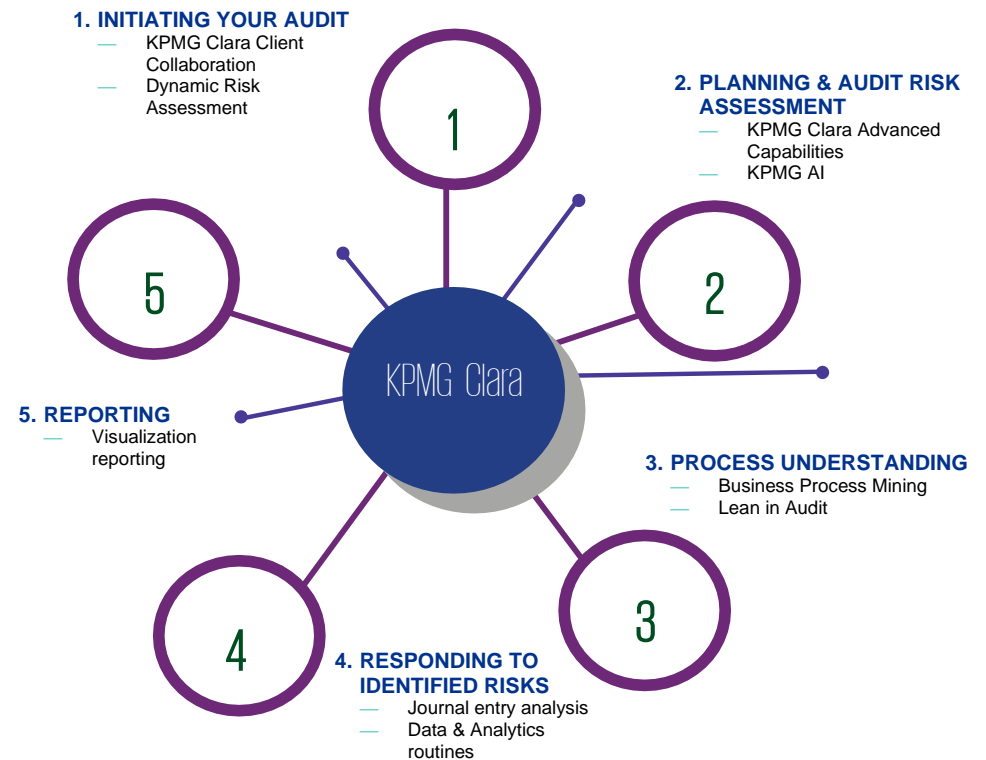 1. INITIATING YOUR AUDIT
— KPMG Clara Client
Collaboration
— Dynamic Risk
Assessment
1
2. PLANNING & AUDIT RISK
ASSESSMENT
— KPMG Clara Advanced
Capabilities
— KPMG AI
5
2
KPMG Clara
5. REPORTING
— Visualization
reporting
3. PROCESS UNDERSTANDING
— Business Process Mining
— Lean in Audit
4
3
4. RESPONDING TO
IDENTIFIED RISKS
— Journal entry analysis
— Data & Analytics
routines